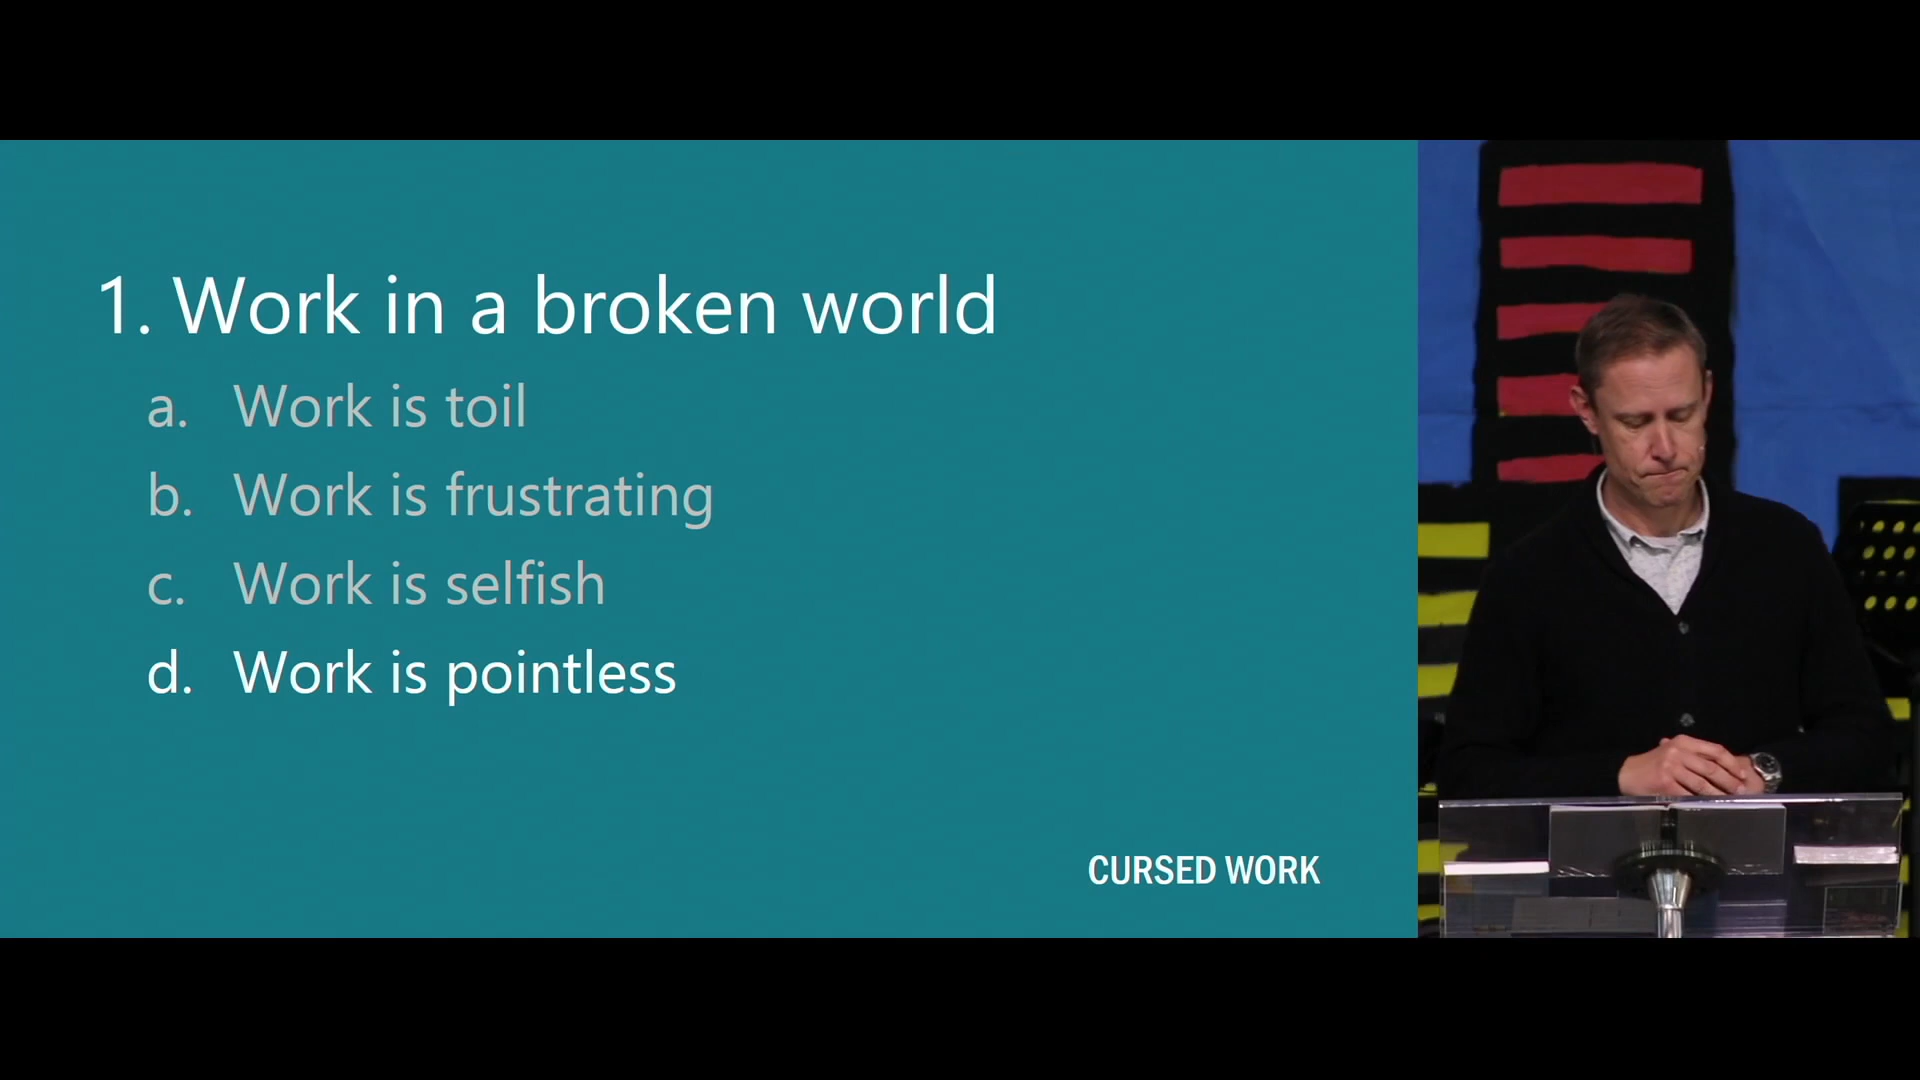 1. Work in a broken world
a. Work is toil
b. Work is frustrating
c. Work is selfish
d. Work is pointless
CURSED WORK